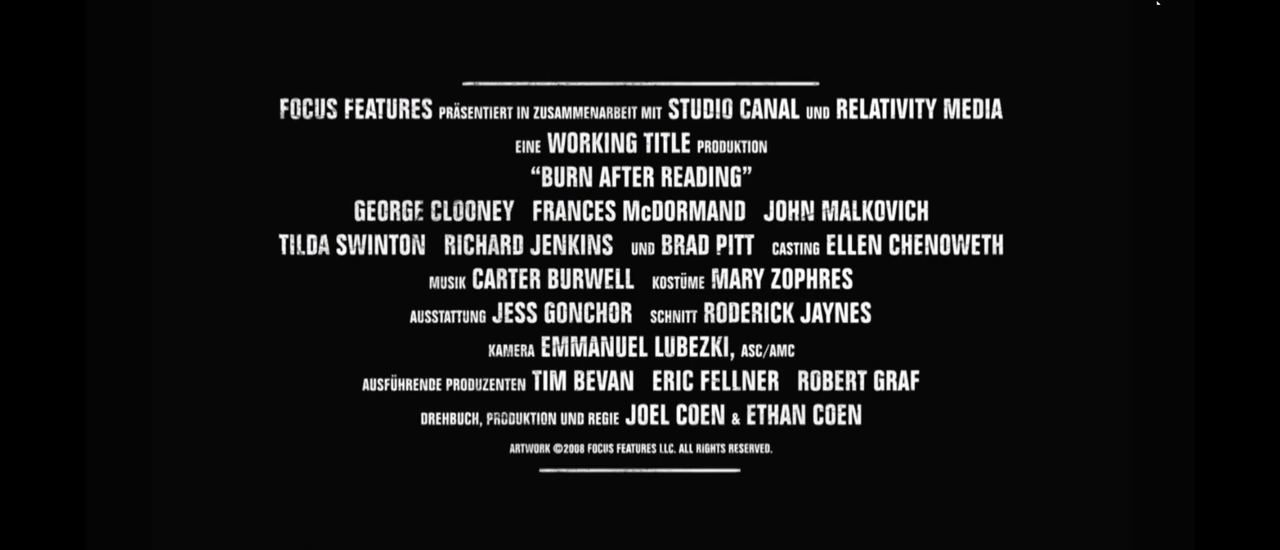 FOCUS FEATURES PRÄSENTIERT IN ZUSAMMENARBEIT MIT STUDIO CANAL UND RELATIVITY MEDIA
EINE WORKING TITLE PRODUKTION
“BURN AFTER READING”
GEORGE CLOONEY FRANCES McDORMAND JOHN MALKOVICH
TILDA SWINTON RICHARD JENKINS UND BRAD PITT CASTING ELLEN CHENOWETH
MUSIK CARTER BURWELL KOSTÜME MARY ZOPHRES
AUSSTATTUNG JESS GONCHOR SCHNITT RODERICK JAYNES
KAMERA EMMANUEL LUBEZKI, ASC/AMC
AUSFÜHRENDE PRODUZENTEN TIM BEVAN ERIC FELLNER ROBERT GRAF
DREHBUCH, PRODUKTION UND REGIE JOEL COEN & ETHAN COEN
ARTWORK ©2008 FOCUS FEATURES LLC. ALL RIGHTS RESERVED.